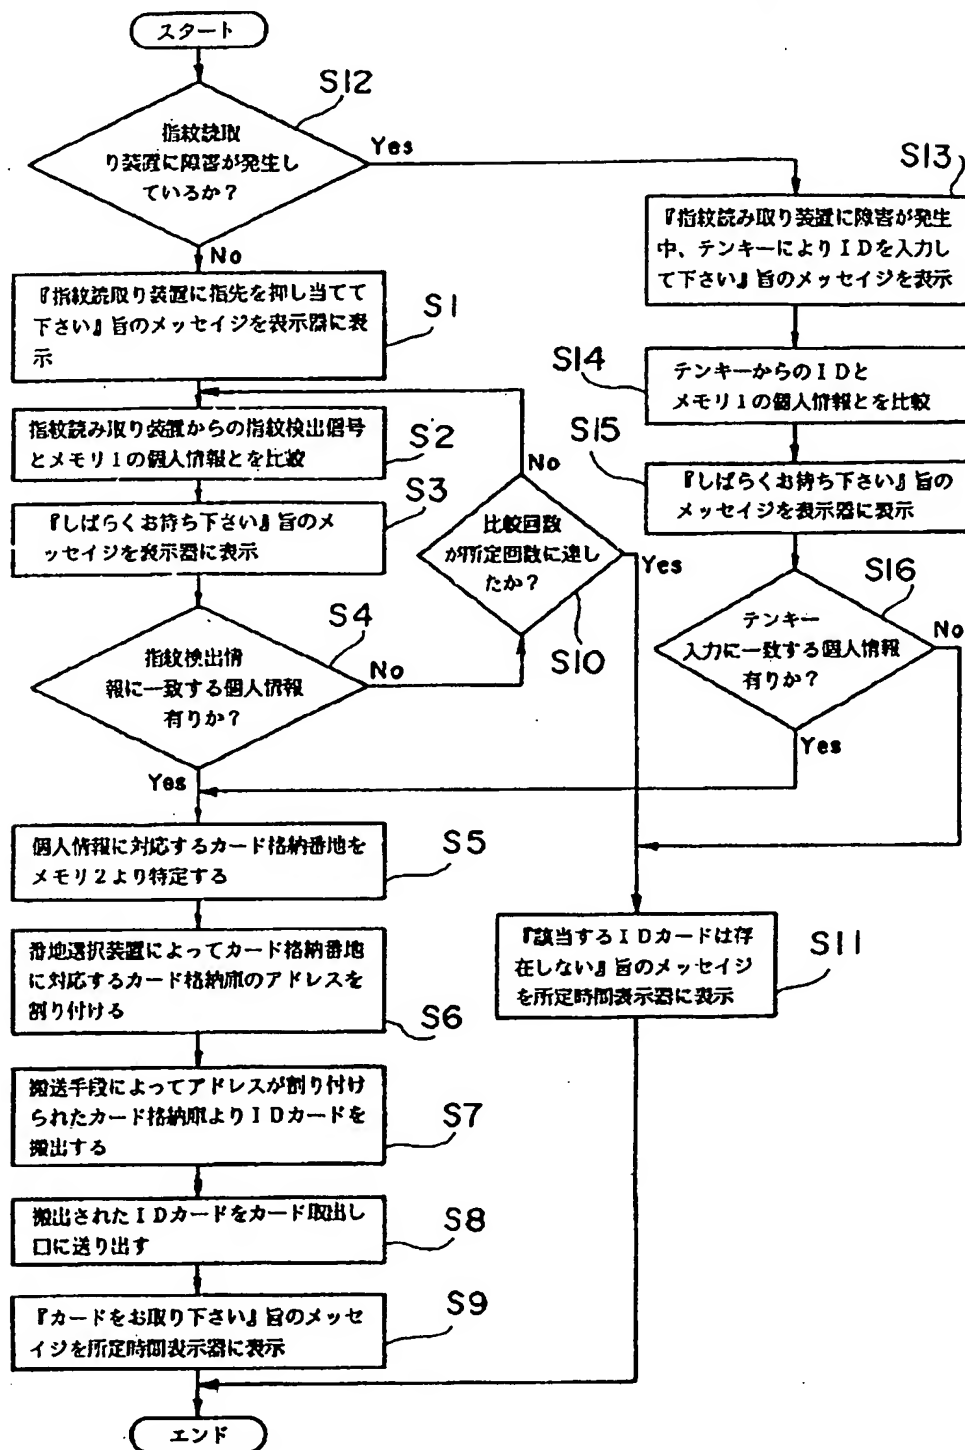 スタート
S12
指紋読取
り装置に障害が発生し
ているか？
Yes
No
S13
『指紋読み取り装置に障害が発生
中、テンキーによりIDを入力し
て下さい』旨のメッセイジを表示
『指紋読取り装置に指先を押し当てて
下さい』旨のメッセイジを表示器に表
示
S1
S14
テンキーからのIDと
メモリ1の個人情報とを比較
指紋読み取り装置からの指紋検出信号
とメモリ1の個人情報とを比較
S2
S15
『しばらくお待ち下さい』旨の
メッセイジを表示器に表示
『しばらくお待ち下さい』旨のメ
ッセイジを表示器に表示
S3
No
比較回数
が所定回数に達し
たか？
Yes
S10
S16
テンキー
入力に一致する個人情報
有りか？
No
Yes
S4
指紋検出情
報に一致する個人情報
有りか？
No
Yes
個人情報に対応するカード格納番地を
メモリ2より特定する
S5
番地選択装置によってカード格納番地
に対応するカード格納庫のアドレスを
割り付ける
S6
『該当するIDカードは存
在しない』旨のメッセイジ
を所定時間表示器に表示
S11
搬送手段によってアドレスが割り付け
られたカード格納庫よりIDカードを
搬出する
S7
搬出されたIDカードをカード取出し
口に送り出す
S8
『カードをお取り下さい』旨のメッセ
イジを所定時間表示器に表示
S9
エンド